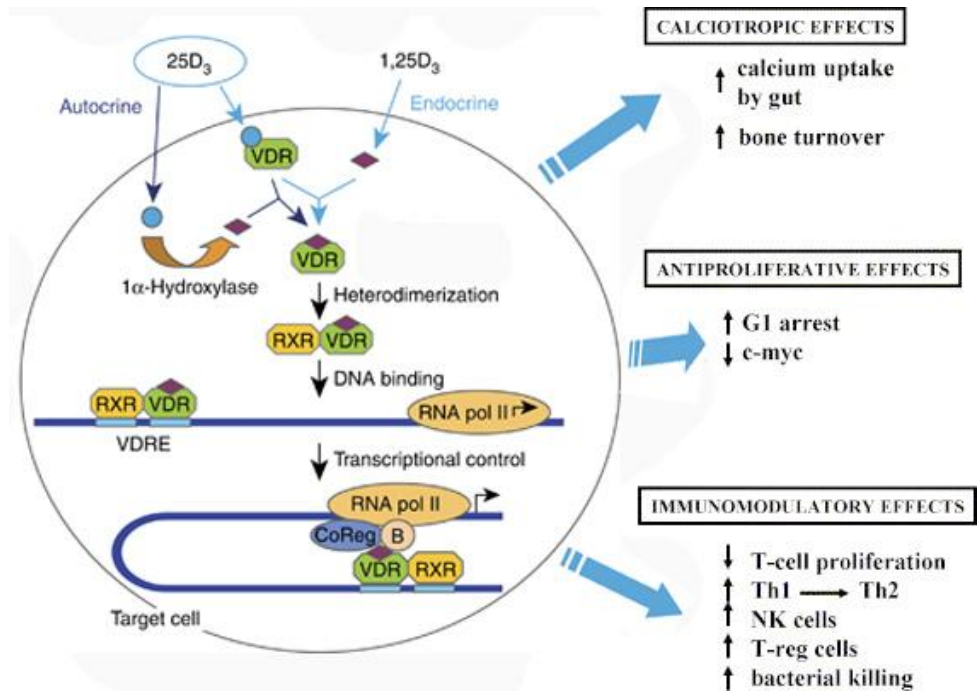 25D3
1,25D3
Autocrine
Endocrine
VDR
1α-Hydroxylase
VDR
Heterodimerization
RXR VDR
DNA binding
RXR VDR
RNA pol II
VDRE
Transcriptional control
RNA pol II
CoReg B
VDR RXR
Target cell
CALCIOTROPIC EFFECTS
↑ calcium uptake
by gut
↑ bone turnover
ANTIPROLIFERATIVE EFFECTS
↑ G1 arrest
↓ c-myc
IMMUNOMODULATORY EFFECTS
↓ T-cell proliferation
↑ Th1 → Th2
↑ NK cells
↑ T-reg cells
↑ bacterial killing